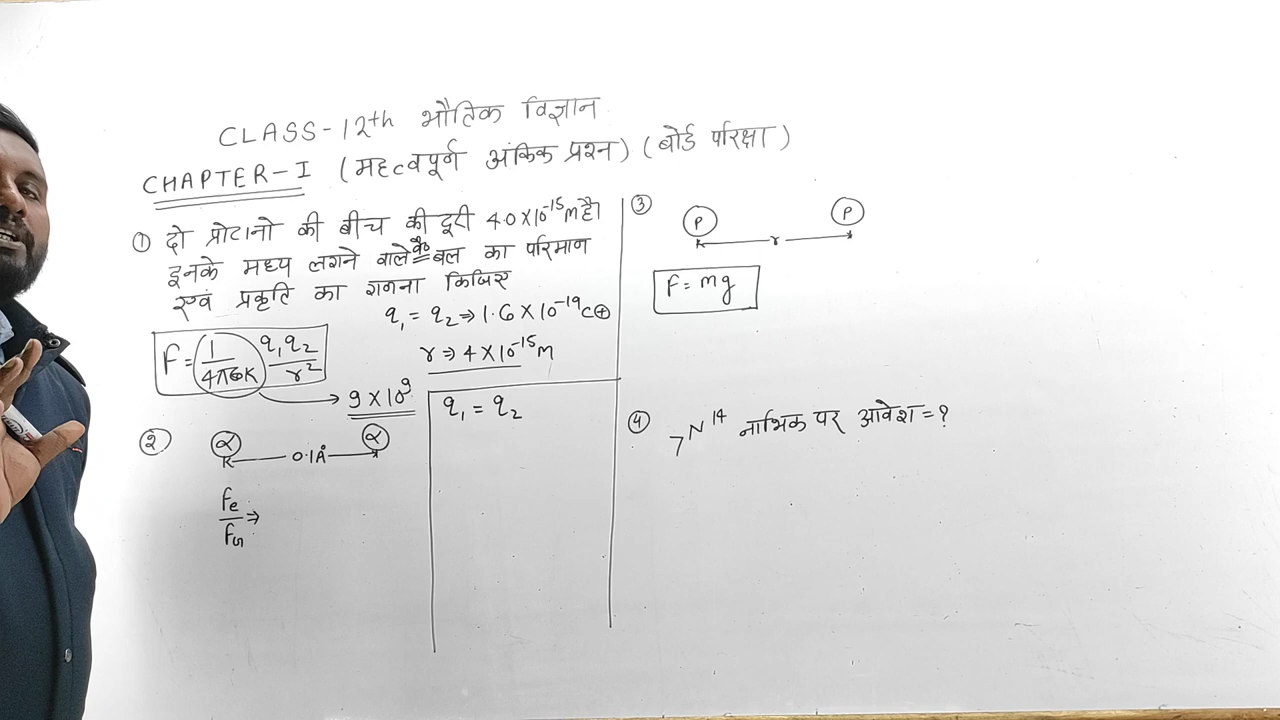 CLASS-12th भौतिक विज्ञान
CHAPTER-I (महत्वपूर्ण आंकिक प्रश्न) (बोर्ड परिक्षा)
① दो प्रोटानो की बीच की दूरी 4.0×10⁻¹⁵m है।
इनके मध्य लगने वाले वै० बल का परिमाण
एवं प्रकृति का गणना किजिए
q₁ = q₂ ⇒ 1.6 × 10⁻¹⁹C ⊕
F = 1/4πϵ0K q₁q₂/r²
r ⇒ 4 × 10⁻¹⁵m
9 × 10⁹
q₁ = q₂
② α 0.1Å α
Fe/FG ⇒
③ P r P
F = mg
④ ₇N¹⁴ नाभिक पर आवेश = ?